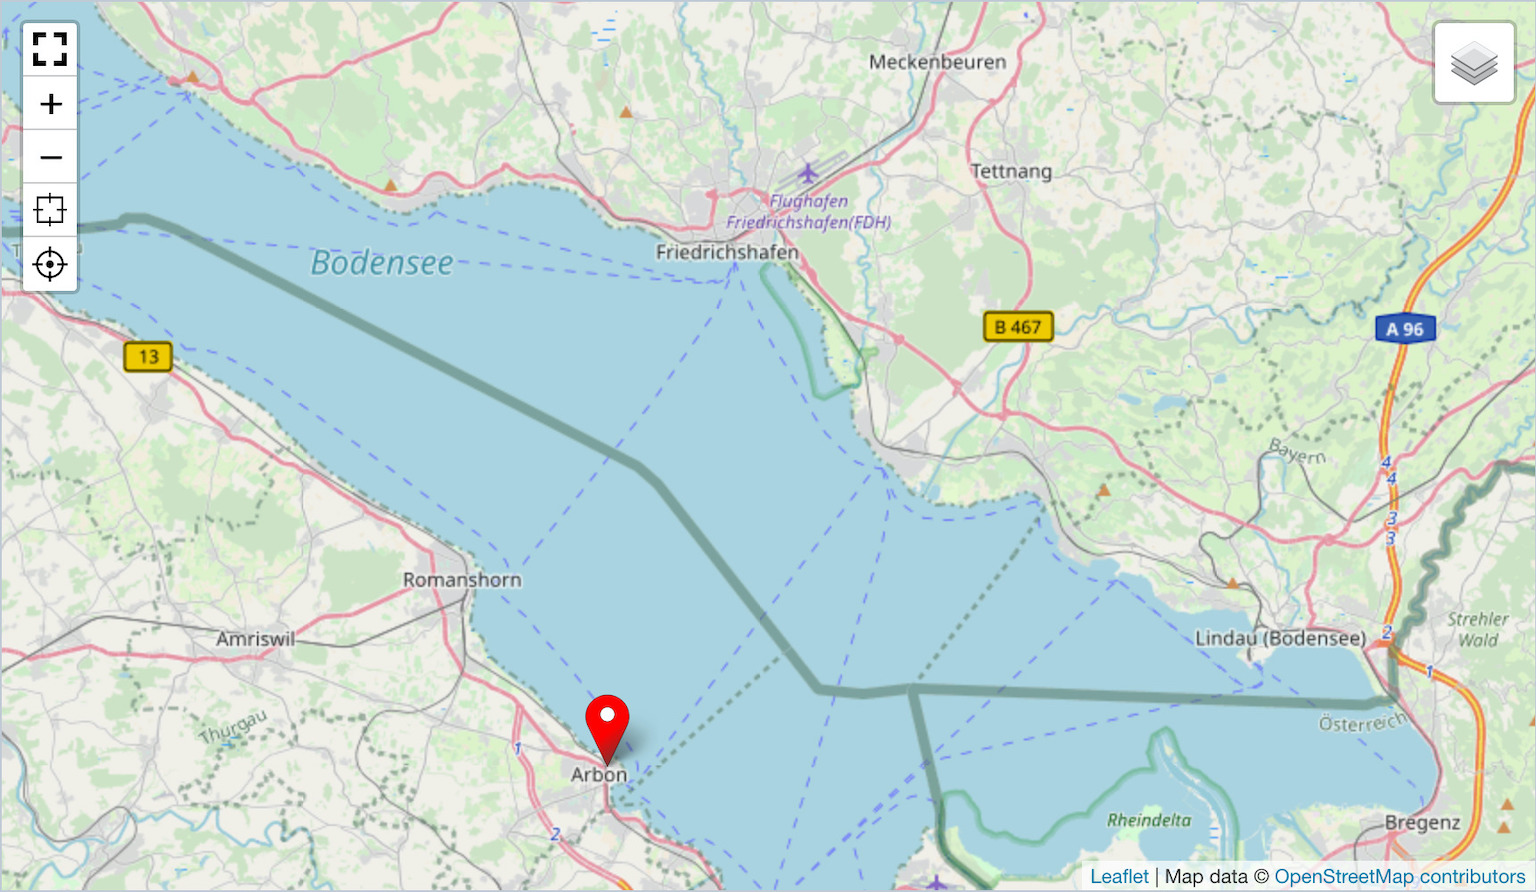 Meckenbeuren
Tettnang
Flughafen
Friedrichshafen(FDH)
Friedrichshafen
Bodensee
B 467
A 96
13
Bayern
4
4
3
3
Romanshorn
Amriswil
Lindau (Bodensee)
2
Strehler
Wald
1
Thurgau
Österreich
1
Arbon
2
Rheindelta
Bregenz
Leaflet | Map data © OpenStreetMap contributors